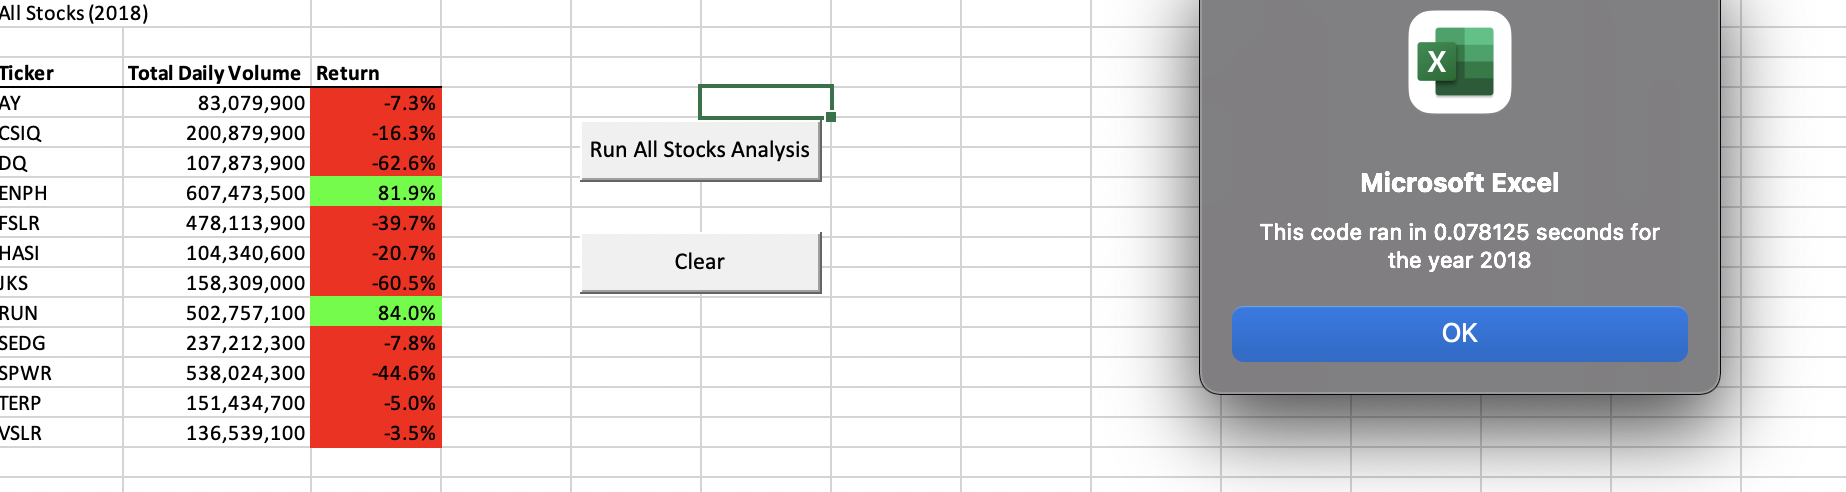 All Stocks (2018)
Ticker Total Daily Volume Return
AY 83,079,900 -7.3%
CSIQ 200,879,900 -16.3%
DQ 107,873,900 -62.6%
ENPH 607,473,500 81.9%
FSLR 478,113,900 -39.7%
HASI 104,340,600 -20.7%
JKS 158,309,000 -60.5%
RUN 502,757,100 84.0%
SEDG 237,212,300 -7.8%
SPWR 538,024,300 -44.6%
TERP 151,434,700 -5.0%
VSLR 136,539,100 -3.5%
Run All Stocks Analysis
Clear
X
Microsoft Excel
This code ran in 0.078125 seconds for
the year 2018
OK